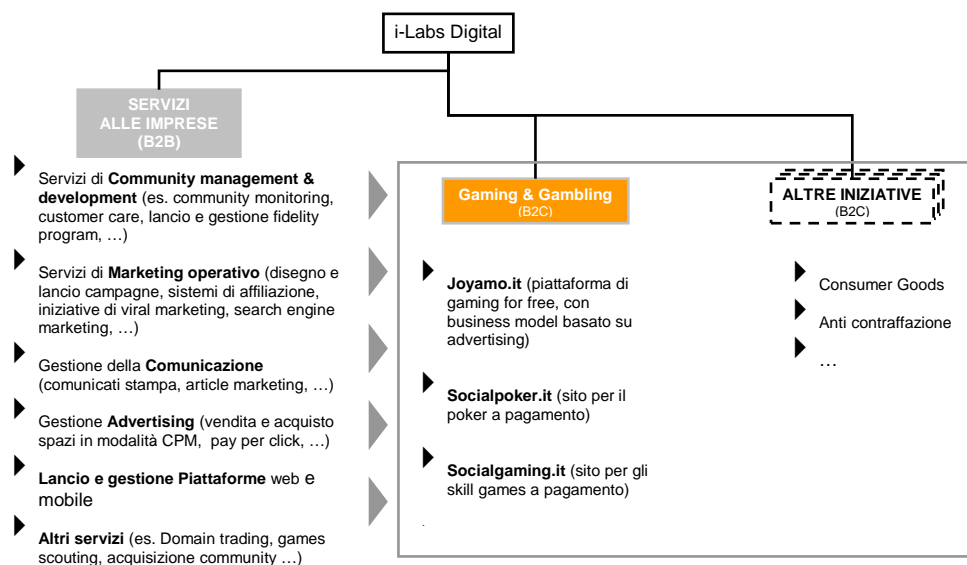 i-Labs Digital
SERVIZI
ALLE IMPRESE
(B2B)
Servizi di Community management &
development (es. community monitoring,
customer care, lancio e gestione fidelity
program, …)
Servizi di Marketing operativo (disegno e
lancio campagne, sistemi di affiliazione,
iniziative di viral marketing, search engine
marketing, …)
Gestione della Comunicazione
(comunicati stampa, article marketing, …)
Gestione Advertising (vendita e acquisto
spazi in modalità CPM, pay per click, …)
Lancio e gestione Piattaforme web e
mobile
Altri servizi (es. Domain trading, games
scouting, acquisizione community …)
Gaming & Gambling
(B2C)
Joyamo.it (piattaforma di
gaming for free, con
business model basato su
advertising)
Socialpoker.it (sito per il
poker a pagamento)
Socialgaming.it (sito per gli
skill games a pagamento)
.
ALTRE INIZIATIVE
(B2C)
Consumer Goods
Anti contraffazione
…